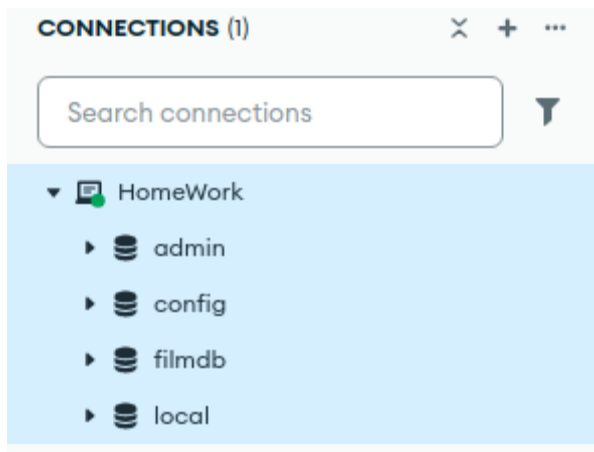 CONNECTIONS (1)
Search connections
HomeWork
admin
config
filmdb
local